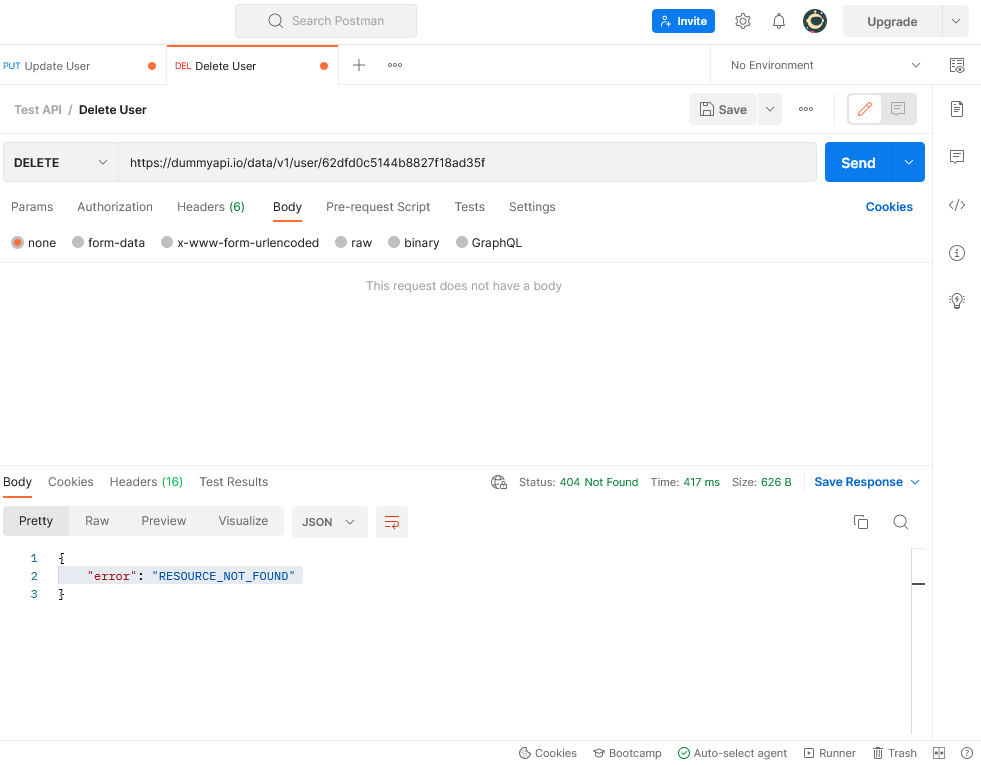 Search Postman
Invite
Upgrade
PUT Update User
DEL Delete User
No Environment
Test API / Delete User
Save
DELETE
https://dummyapi.io/data/v1/user/62dfd0c5144b8827f18ad35f
Send
Params Authorization Headers (6) Body Pre-request Script Tests Settings Cookies
none form-data x-www-form-urlencoded raw binary GraphQL
This request does not have a body
Body Cookies Headers (16) Test Results
Status: 404 Not Found Time: 417 ms Size: 626 B Save Response
Pretty Raw Preview Visualize JSON
1 {
2 "error": "RESOURCE_NOT_FOUND"
3 }
Cookies Bootcamp Auto-select agent Runner Trash